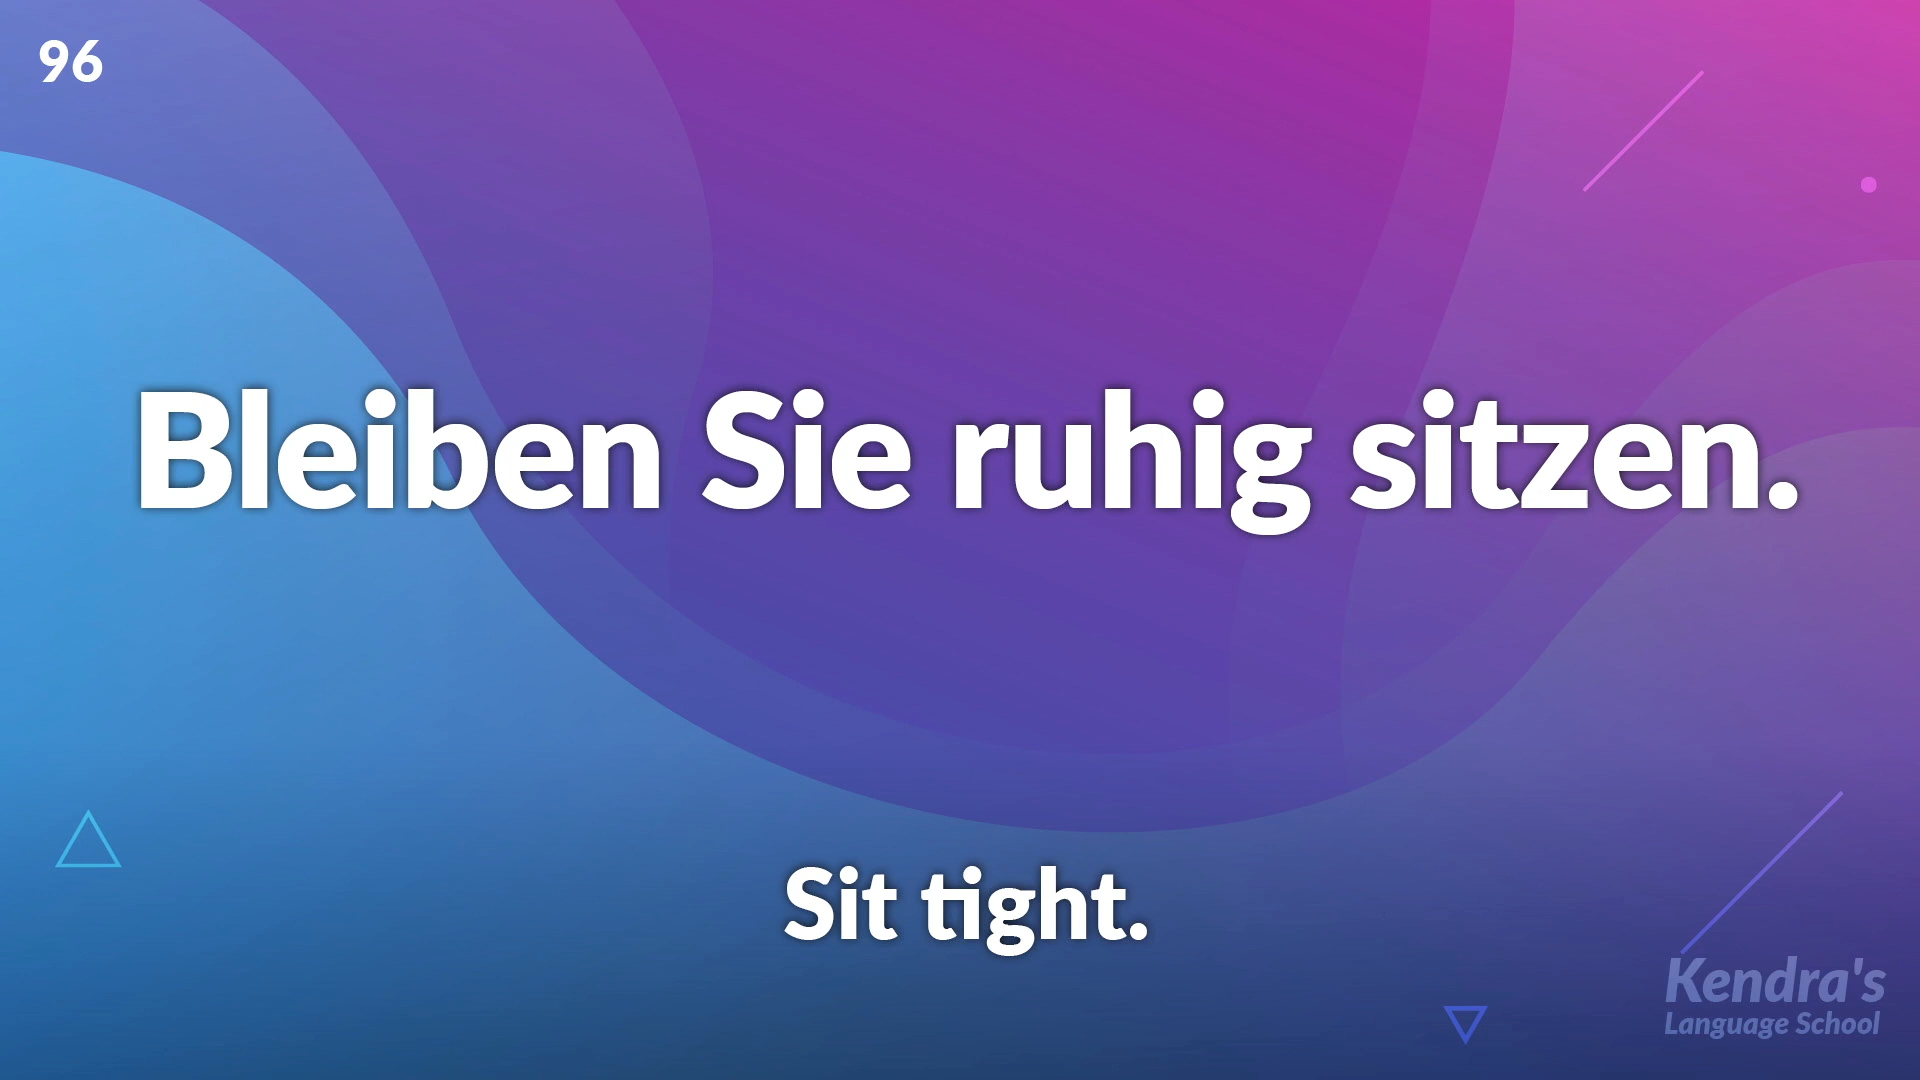 96
Bleiben Sie ruhig sitzen.
Sit tight.
Kendra's
Language School